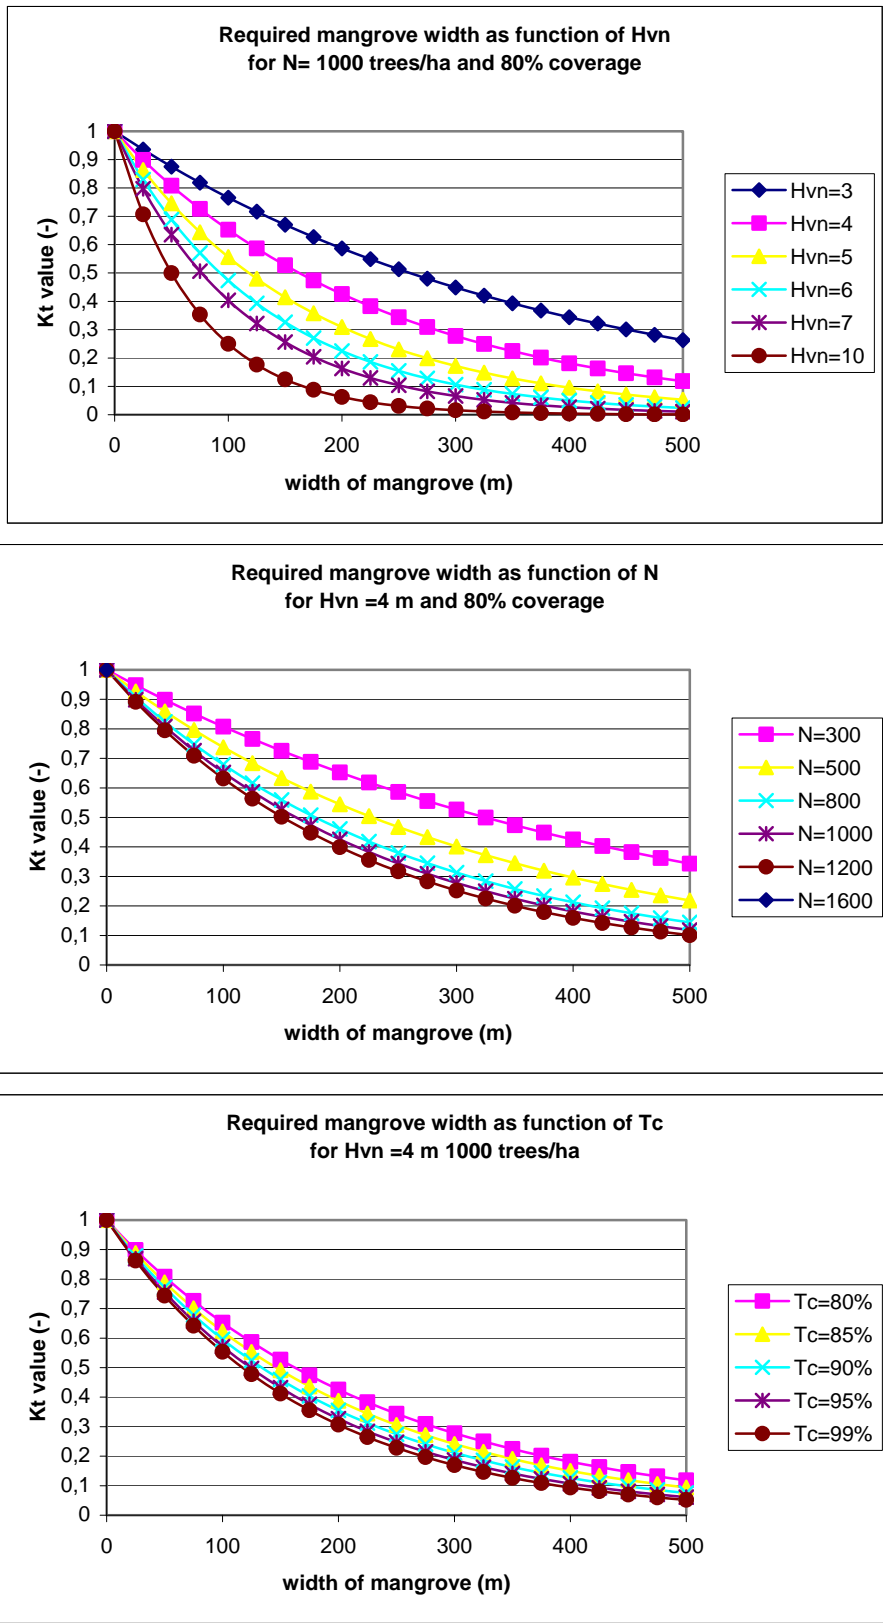 Required mangrove width as function of Hvn
for N= 1000 trees/ha and 80% coverage
1
0,9
0,8
0,7
0,6
0,5
0,4
0,3
0,2
0,1
0
Kt value (-)
0 100 200 300 400 500
width of mangrove (m)
Hvn=3
Hvn=4
Hvn=5
Hvn=6
Hvn=7
Hvn=10
Required mangrove width as function of N
for Hvn =4 m and 80% coverage
1
0,9
0,8
0,7
0,6
0,5
0,4
0,3
0,2
0,1
0
Kt value (-)
0 100 200 300 400 500
width of mangrove (m)
N=300
N=500
N=800
N=1000
N=1200
N=1600
Required mangrove width as function of Tc
for Hvn =4 m 1000 trees/ha
1
0,9
0,8
0,7
0,6
0,5
0,4
0,3
0,2
0,1
0
Kt value (-)
0 100 200 300 400 500
width of mangrove (m)
Tc=80%
Tc=85%
Tc=90%
Tc=95%
Tc=99%